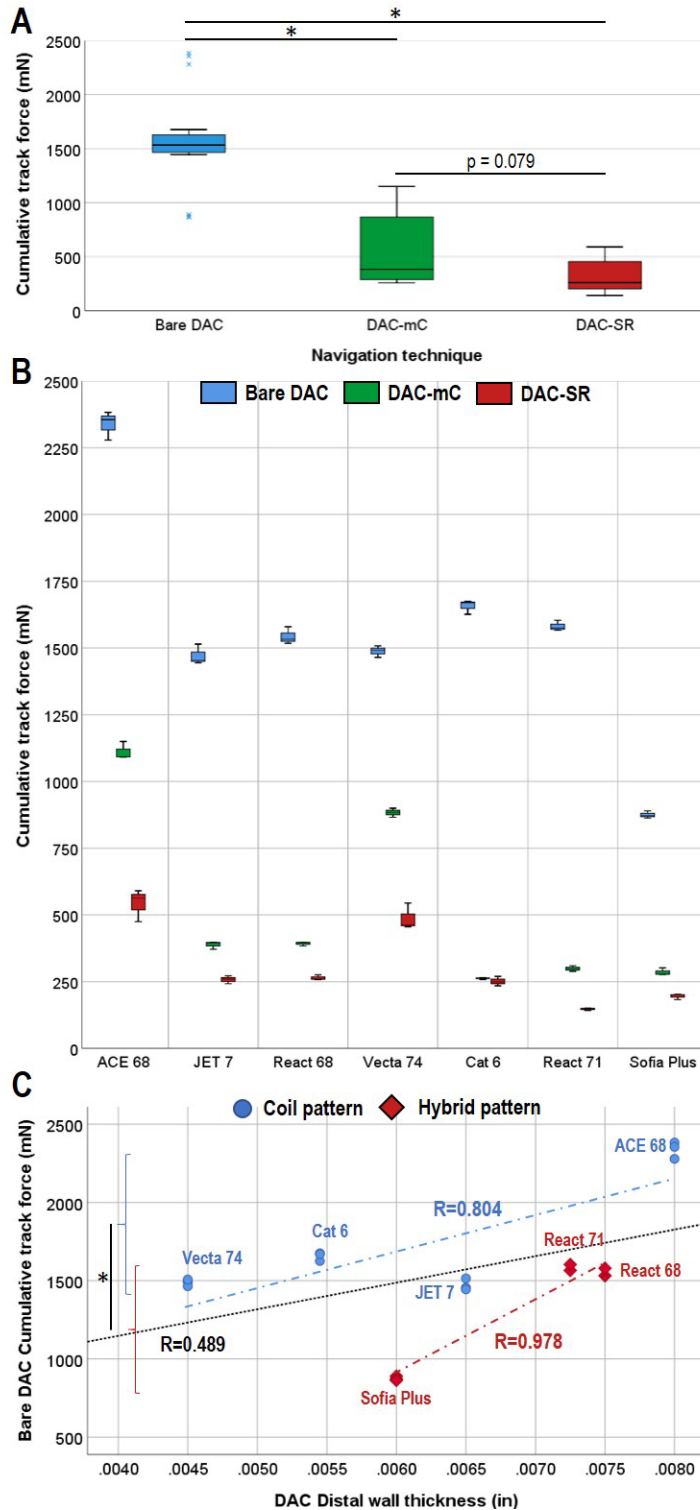 A
*
*
p = 0.079
Cumulative track force (mN)
2500
2000
1500
1000
500
0
Bare DAC DAC-mC DAC-SR
Navigation technique
B
Bare DAC DAC-mC DAC-SR
Cumulative track force (mN)
2500
2250
2000
1750
1500
1250
1000
750
500
250
0
ACE 68 JET 7 React 68 Vecta 74 Cat 6 React 71 Sofia Plus
C
Coil pattern Hybrid pattern
Bare DAC Cumulative track force (mN)
2500
2000
1500
1000
500
ACE 68
R=0.804
Cat 6
Vecta 74
React 71
React 68
JET 7
*
R=0.489
R=0.978
Sofia Plus
.0040 .0045 .0050 .0055 .0060 .0065 .0070 .0075 .0080
DAC Distal wall thickness (in)